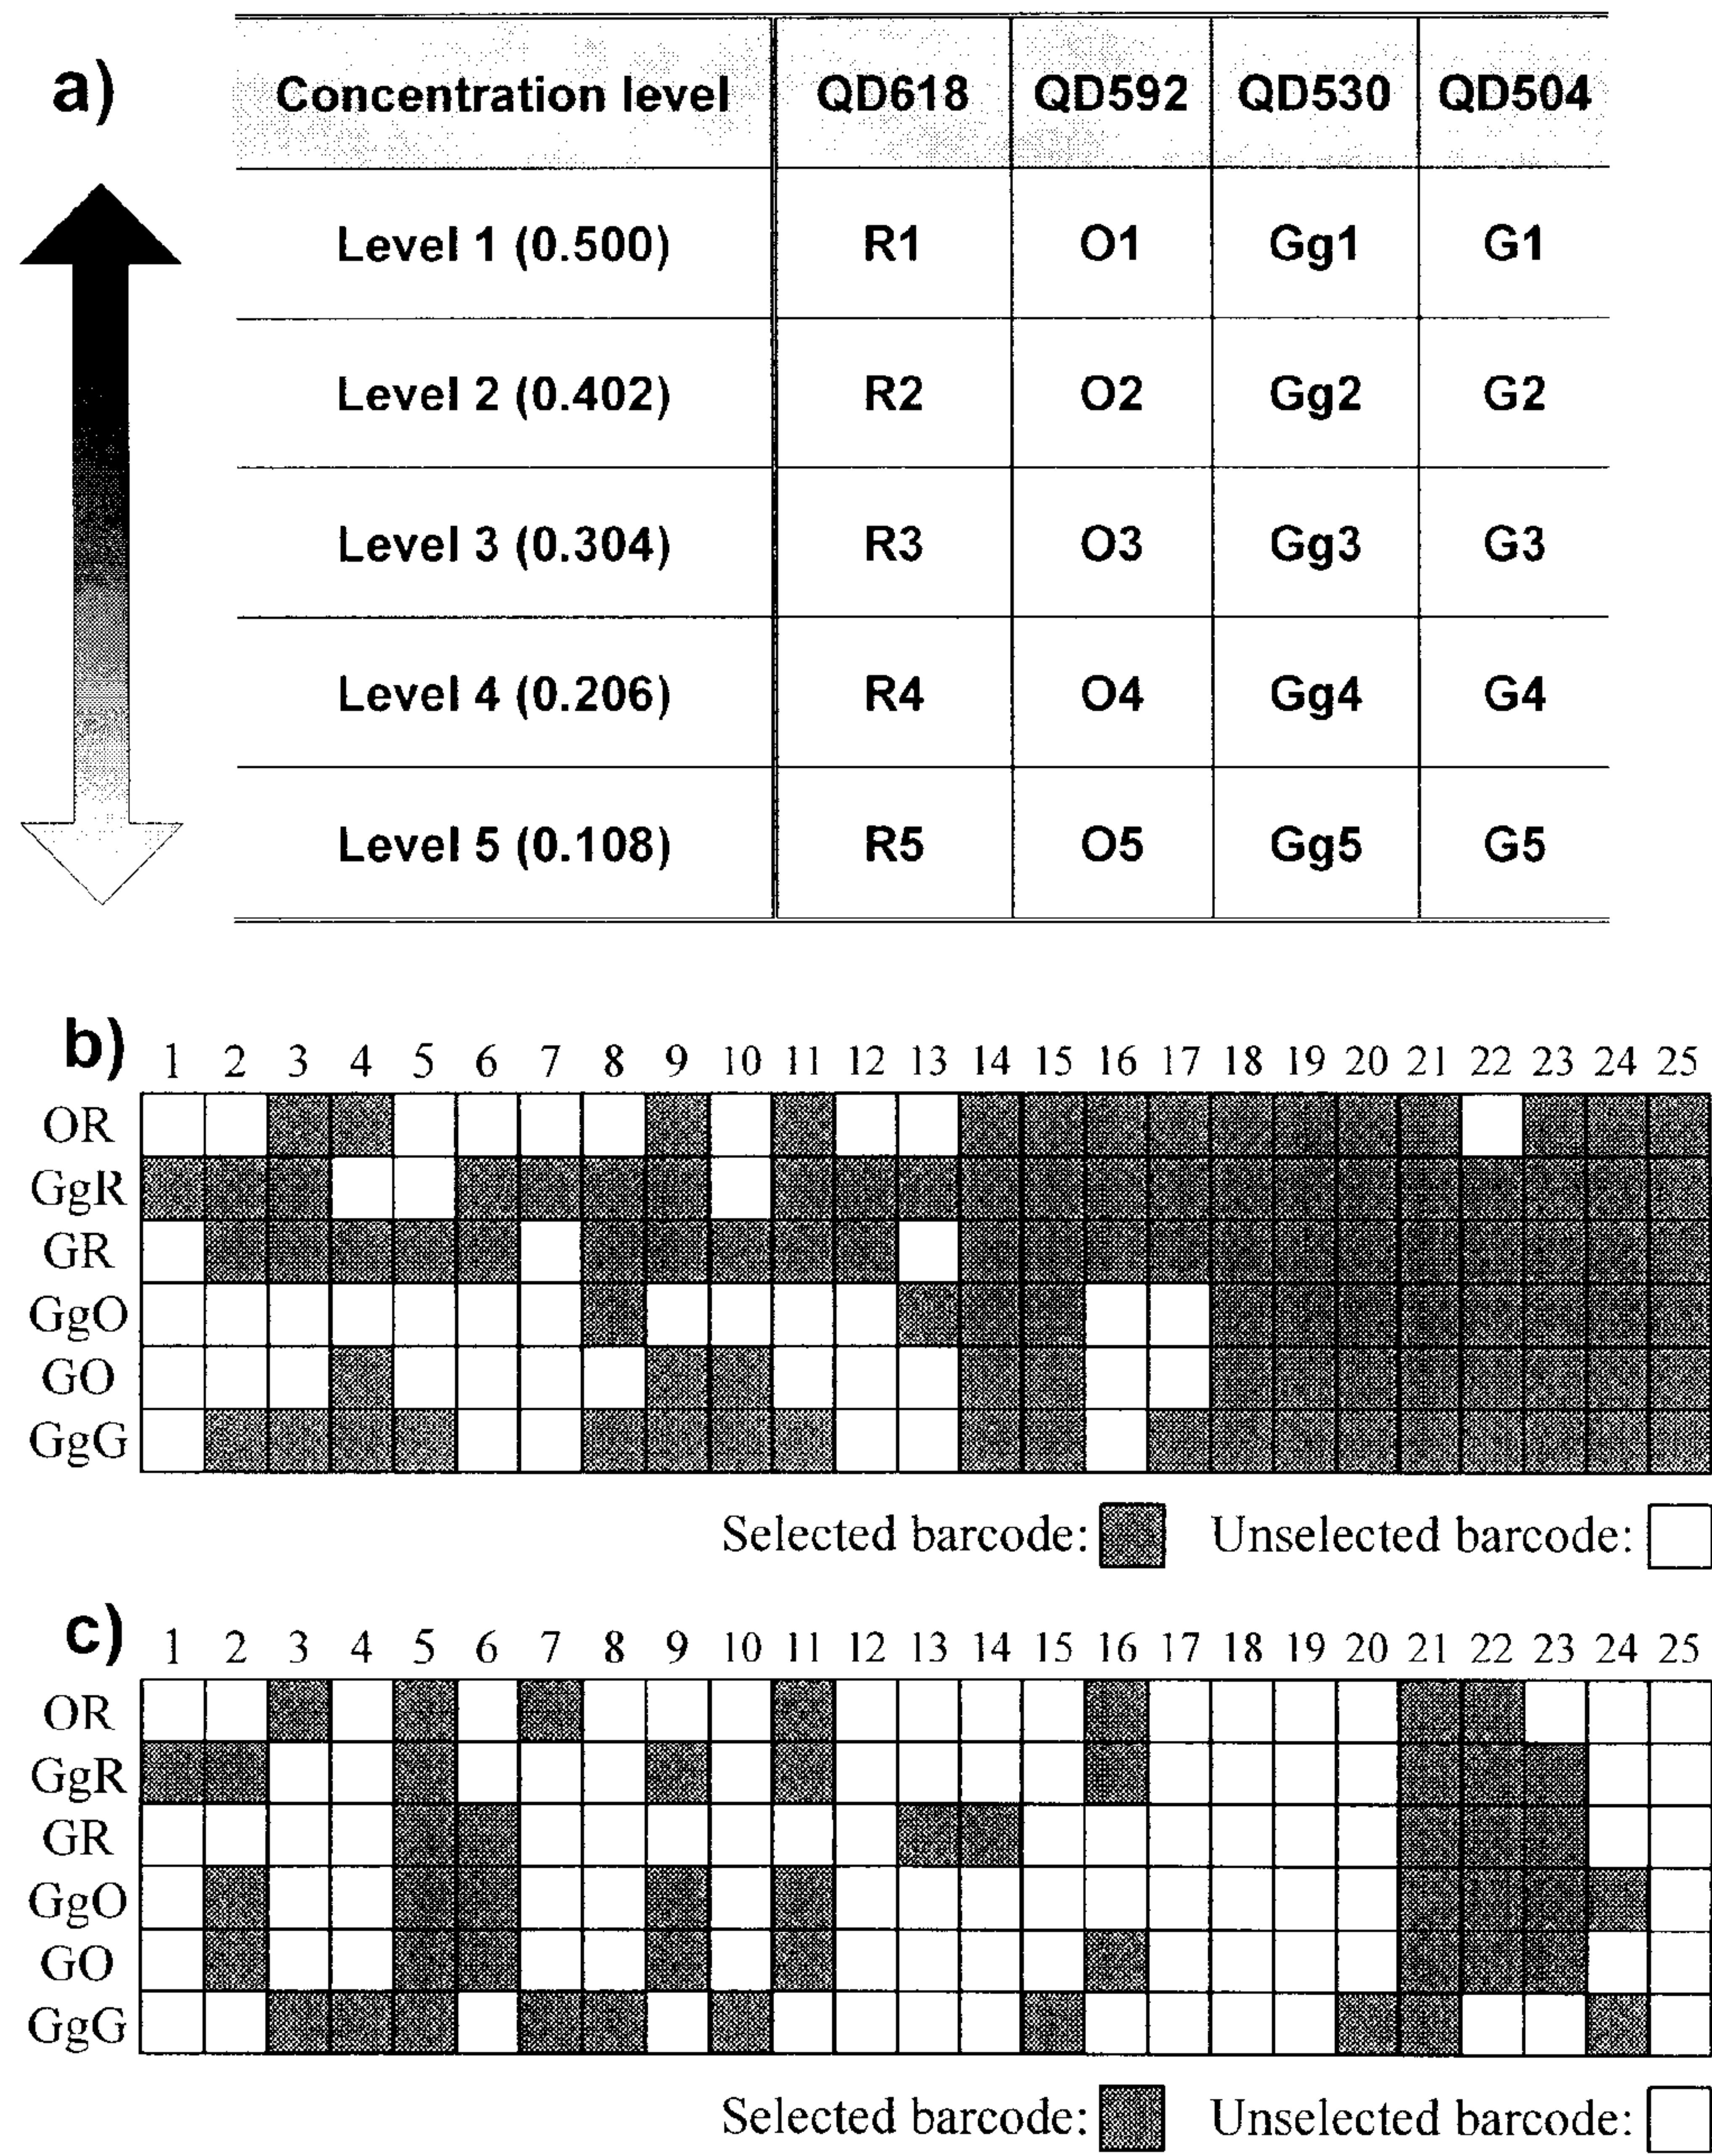 a)
Concentration level QD618 QD592 QD530 QD504
Level 1 (0.500) R1 O1 Gg1 G1
Level 2 (0.402) R2 O2 Gg2 G2
Level 3 (0.304) R3 O3 Gg3 G3
Level 4 (0.206) R4 O4 Gg4 G4
Level 5 (0.108) R5 O5 Gg5 G5
b)
1 2 3 4 5 6 7 8 9 10 11 12 13 14 15 16 17 18 19 20 21 22 23 24 25
OR
GgR
GR
GgO
GO
GgG
Selected barcode: Unselected barcode:
c)
1 2 3 4 5 6 7 8 9 10 11 12 13 14 15 16 17 18 19 20 21 22 23 24 25
OR
GgR
GR
GgO
GO
GgG
Selected barcode: Unselected barcode: